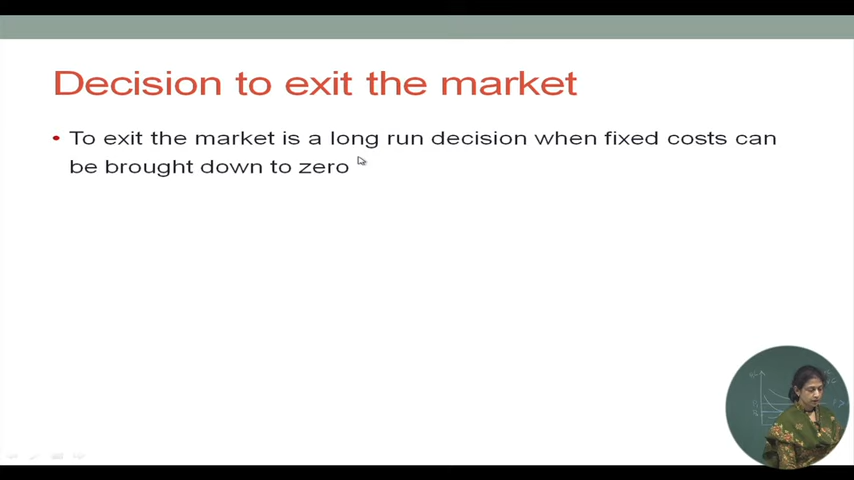 Decision to exit the market
• To exit the market is a long run decision when fixed costs can
be brought down to zero